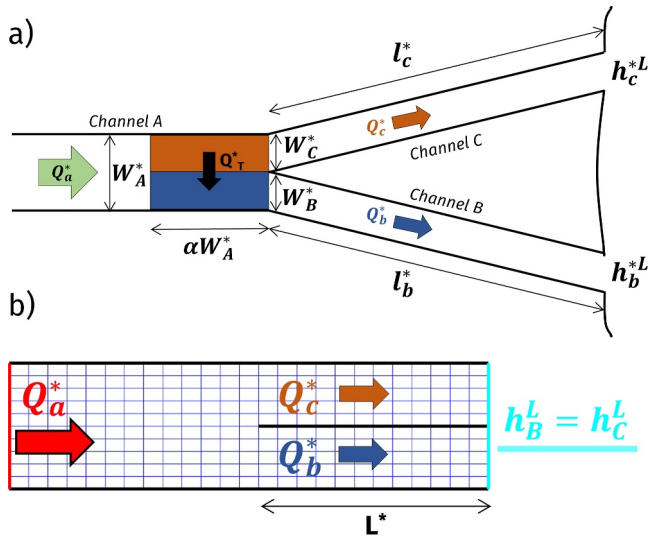 a)
l*c
h*Lc
Channel A
Q*c
Channel C
Q*a
W*A
Q*T
W*C
W*B
Channel B
Q*b
αW*A
l*b
h*Lb
b)
Q*a
Q*c
hLB = hLC
Q*b
L*